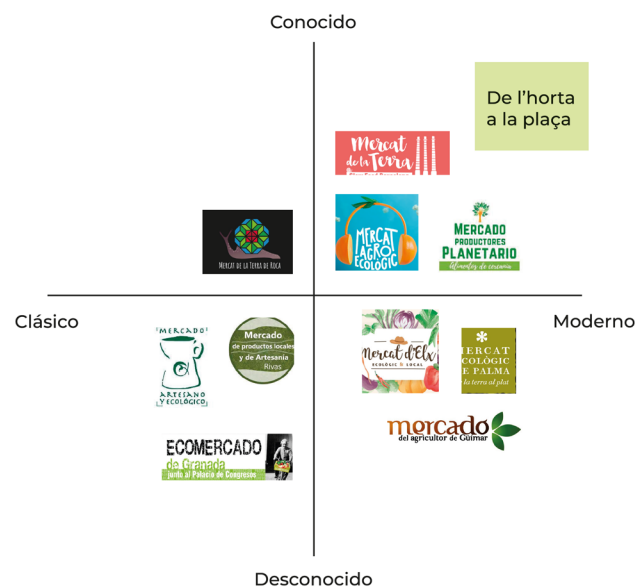 Conocido
De l’horta
a la plaça
Mercat
de la Terra
MERCAT DE LA TERRA DE ROCA
MERCAT
AGRO
ECOLÒGIC
MERCADO
PRODUCTORES
PLANETARIO
Alimentos de cercanía
Clásico
Moderno
MERCADO
ARTESANO
Y ECOLÓGICO
Mercado
de productos locales
y de Artesanía
Rivas
Mercat d'Elx
ECOLÒGIC & LOCAL
MERCAT
COLÓGIC
E PALMA
la terra al plat
mercado
del agricultor de Güimar
ECOMERCADO
de Granada
junto al Palacio de Congresos
Desconocido